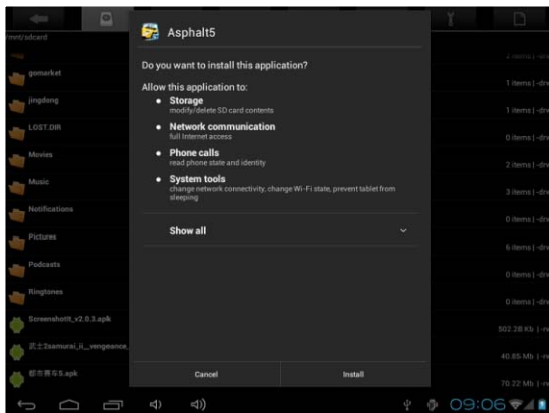 /mnt/sdcard
Asphalt5
Do you want to install this application?
Allow this application to:
Storage
modify/delete SD card contents
Network communication
full Internet access
Phone calls
read phone state and identity
System tools
change network connectivity, change Wi-Fi state, prevent tablet from
sleeping
Show all
Cancel
Install
2 items | -drw
gomarket
1 items | -drw
jingdong
1 items | -drw
LOST.DIR
0 items | -drw
Movies
2 items | -drw
Music
3 items | -drw
Notifications
0 items | -drw
Pictures
6 items | -drw
Podcasts
0 items | -drw
Ringtones
0 items | -drw
ScreenshotIt_v2.0.3.apk
502.28 Kb | -rw
武士2samurai_ii_vengeance_
40.85 Mb | -rw
都市赛车5.apk
70.22 Mb | -rw
09:06